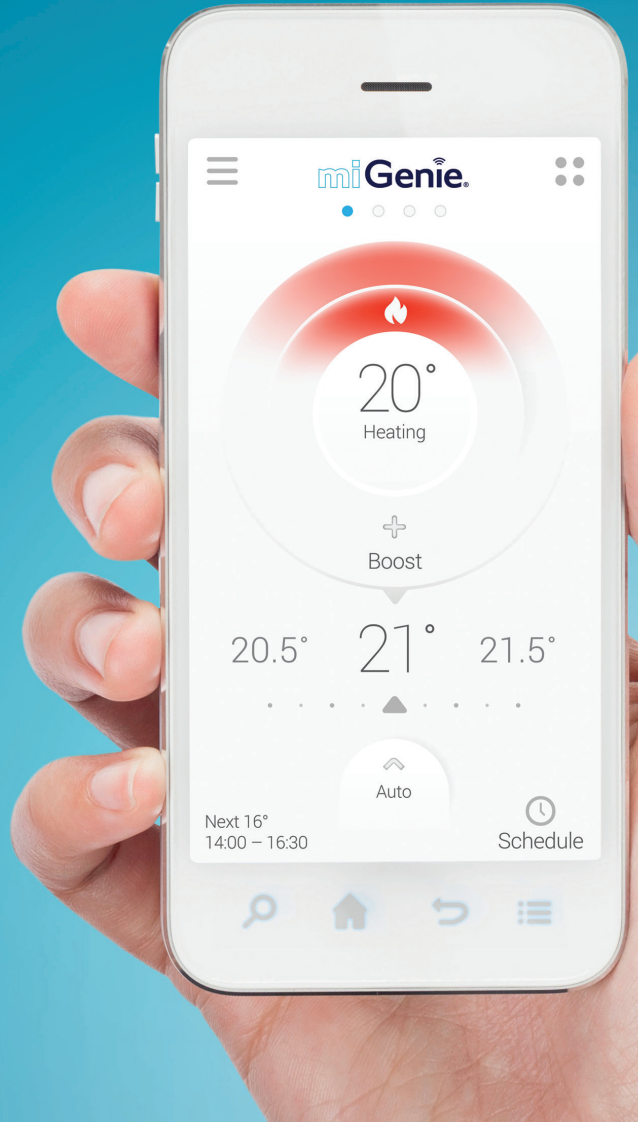 miGenie®
20°
Heating
Boost
20.5° 21° 21.5°
Auto
Next 16°
14:00 – 16:30
Schedule